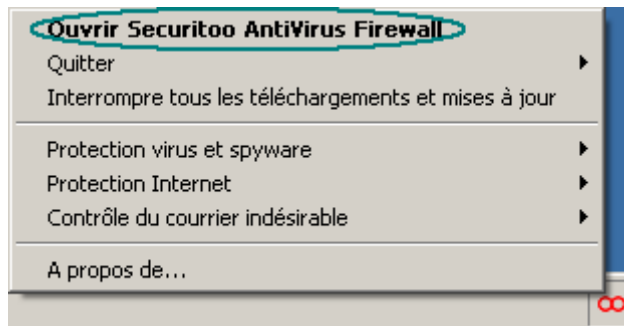 Ouvrir Securitoo AntiVirus Firewall
Quitter
Interrompre tous les téléchargements et mises à jour
Protection virus et spyware
Protection Internet
Contrôle du courrier indésirable
A propos de...